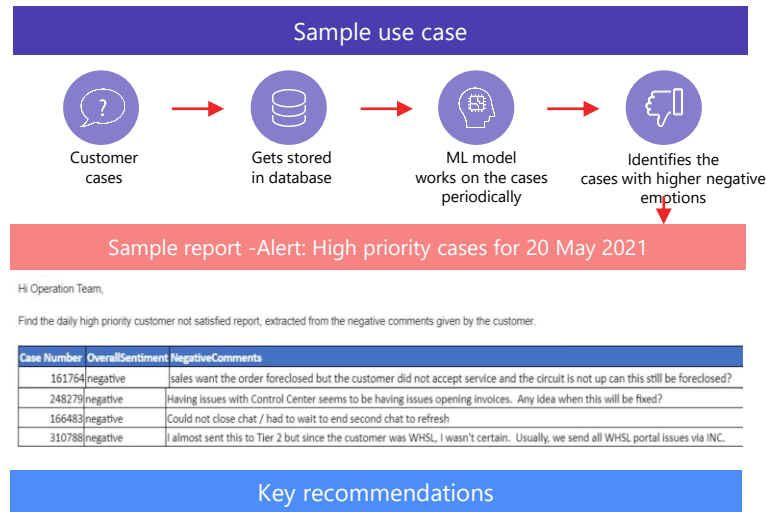 Sample use case
?
Customer
cases
Gets stored
in database
ML model
works on the cases
periodically
Identifies the
cases with higher negative
emptions
Sample report -Alert: High priority cases for 20 May 2021
Hi Operation Team,
Find the daily high priority customer not satisfied report, extracted from the negative comments given by the customer.
Case Number OverallSentiment NegativeComments
161764 negative sales want the order foreclosed but the customer did not accept service and the circuit is not up can this still be foreclosed?
248279 negative Having issues with Control Center seems to be having issues opening invoices. Any idea when this will be fixed?
166483 negative Could not close chat / had to wait to end second chat to refresh
310788 negative I almost sent this to Tier 2 but since the customer was WHSL, I wasn't certain. Usually, we send all WHSL portal issues via INC.
Key recommendations